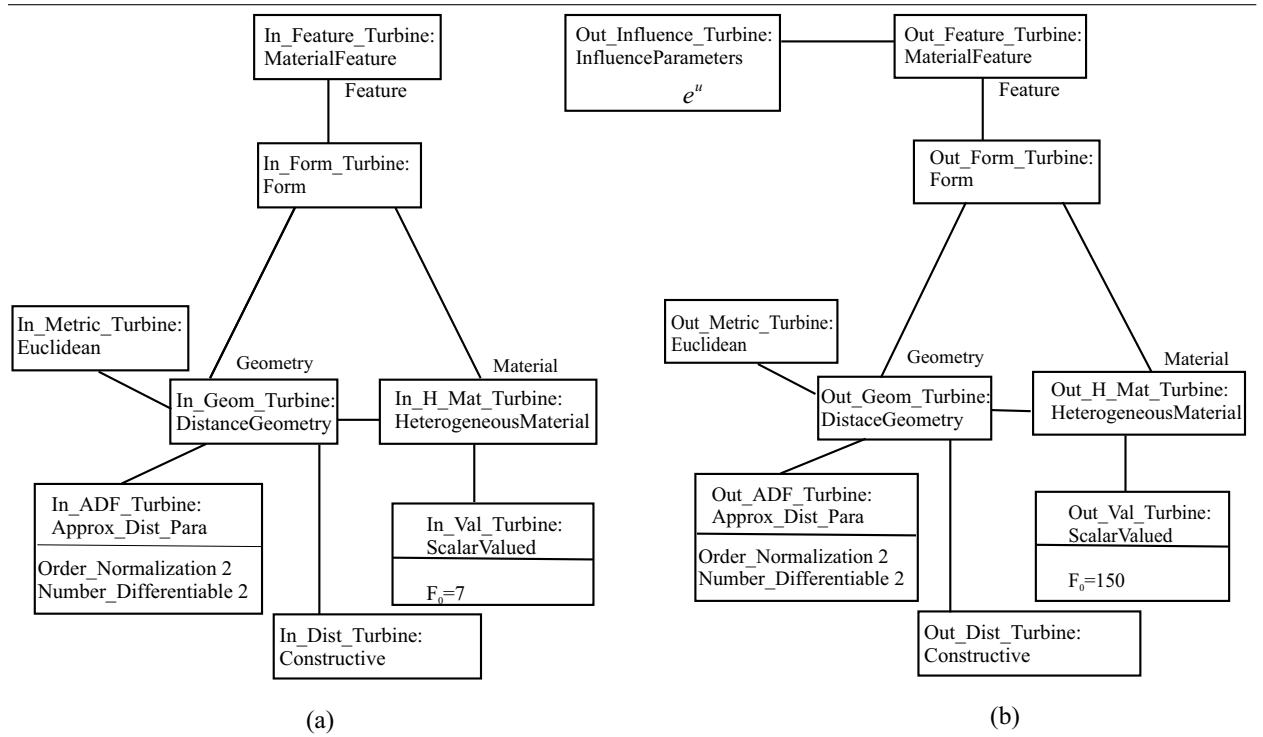 In_Feature_Turbine:
MaterialFeature
Feature
In_Form_Turbine:
Form
In_Metric_Turbine:
Euclidean
Geometry
Material
In_Geom_Turbine:
DistanceGeometry
In_H_Mat_Turbine:
HeterogeneousMaterial
In_ADF_Turbine:
Approx_Dist_Para
Order_Normalization 2
Number_Differentiable 2
In_Val_Turbine:
ScalarValued
F₀=7
In_Dist_Turbine:
Constructive
(a)
Out_Influence_Turbine:
InfluenceParameters
eᵘ
Out_Feature_Turbine:
MaterialFeature
Feature
Out_Form_Turbine:
Form
Out_Metric_Turbine:
Euclidean
Geometry
Material
Out_Geom_Turbine:
DistaceGeometry
Out_H_Mat_Turbine:
HeterogeneousMaterial
Out_ADF_Turbine:
Approx_Dist_Para
Order_Normalization 2
Number_Differentiable 2
Out_Val_Turbine:
ScalarValued
F₀=150
Out_Dist_Turbine:
Constructive
(b)